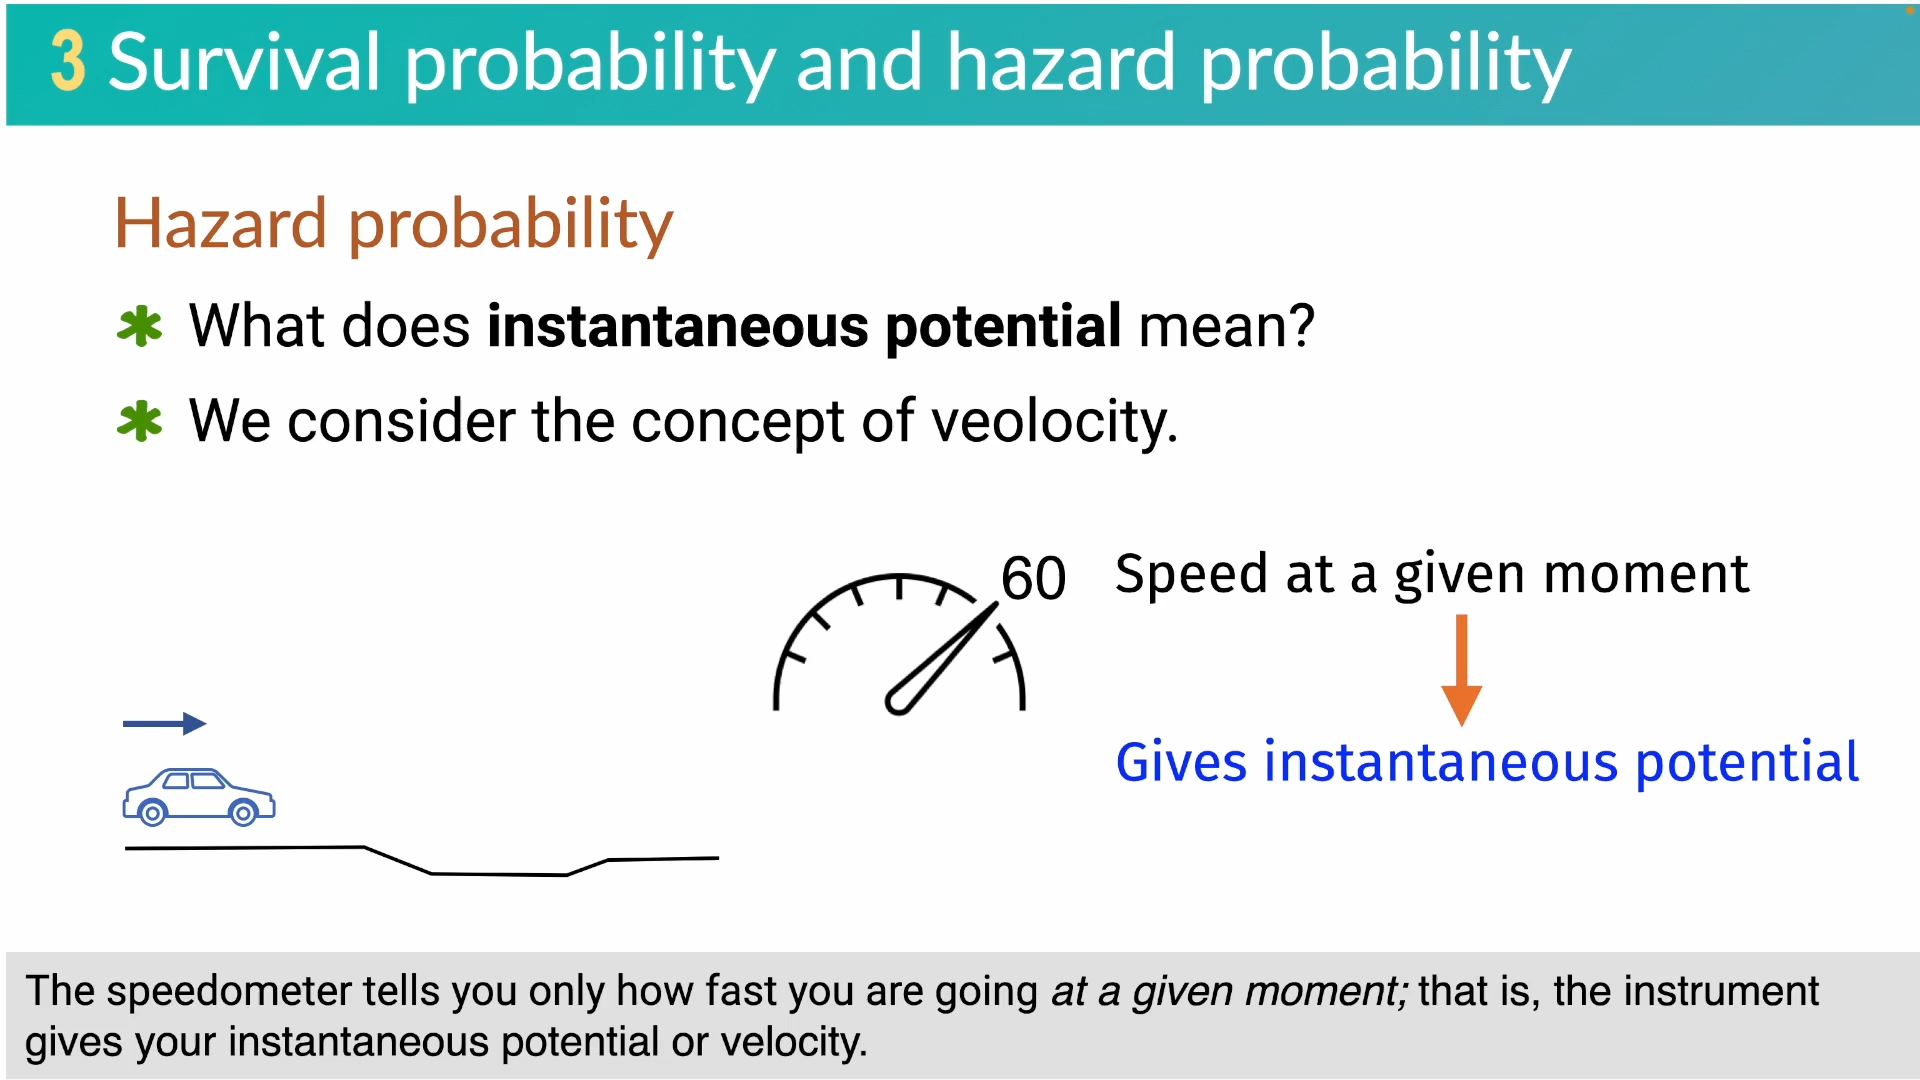 3 Survival probability and hazard probability
Hazard probability
What does instantaneous potential mean?
We consider the concept of veolocity.
60 Speed at a given moment
Gives instantaneous potential
The speedometer tells you only how fast you are going at a given moment; that is, the instrument
gives your instantaneous potential or velocity.